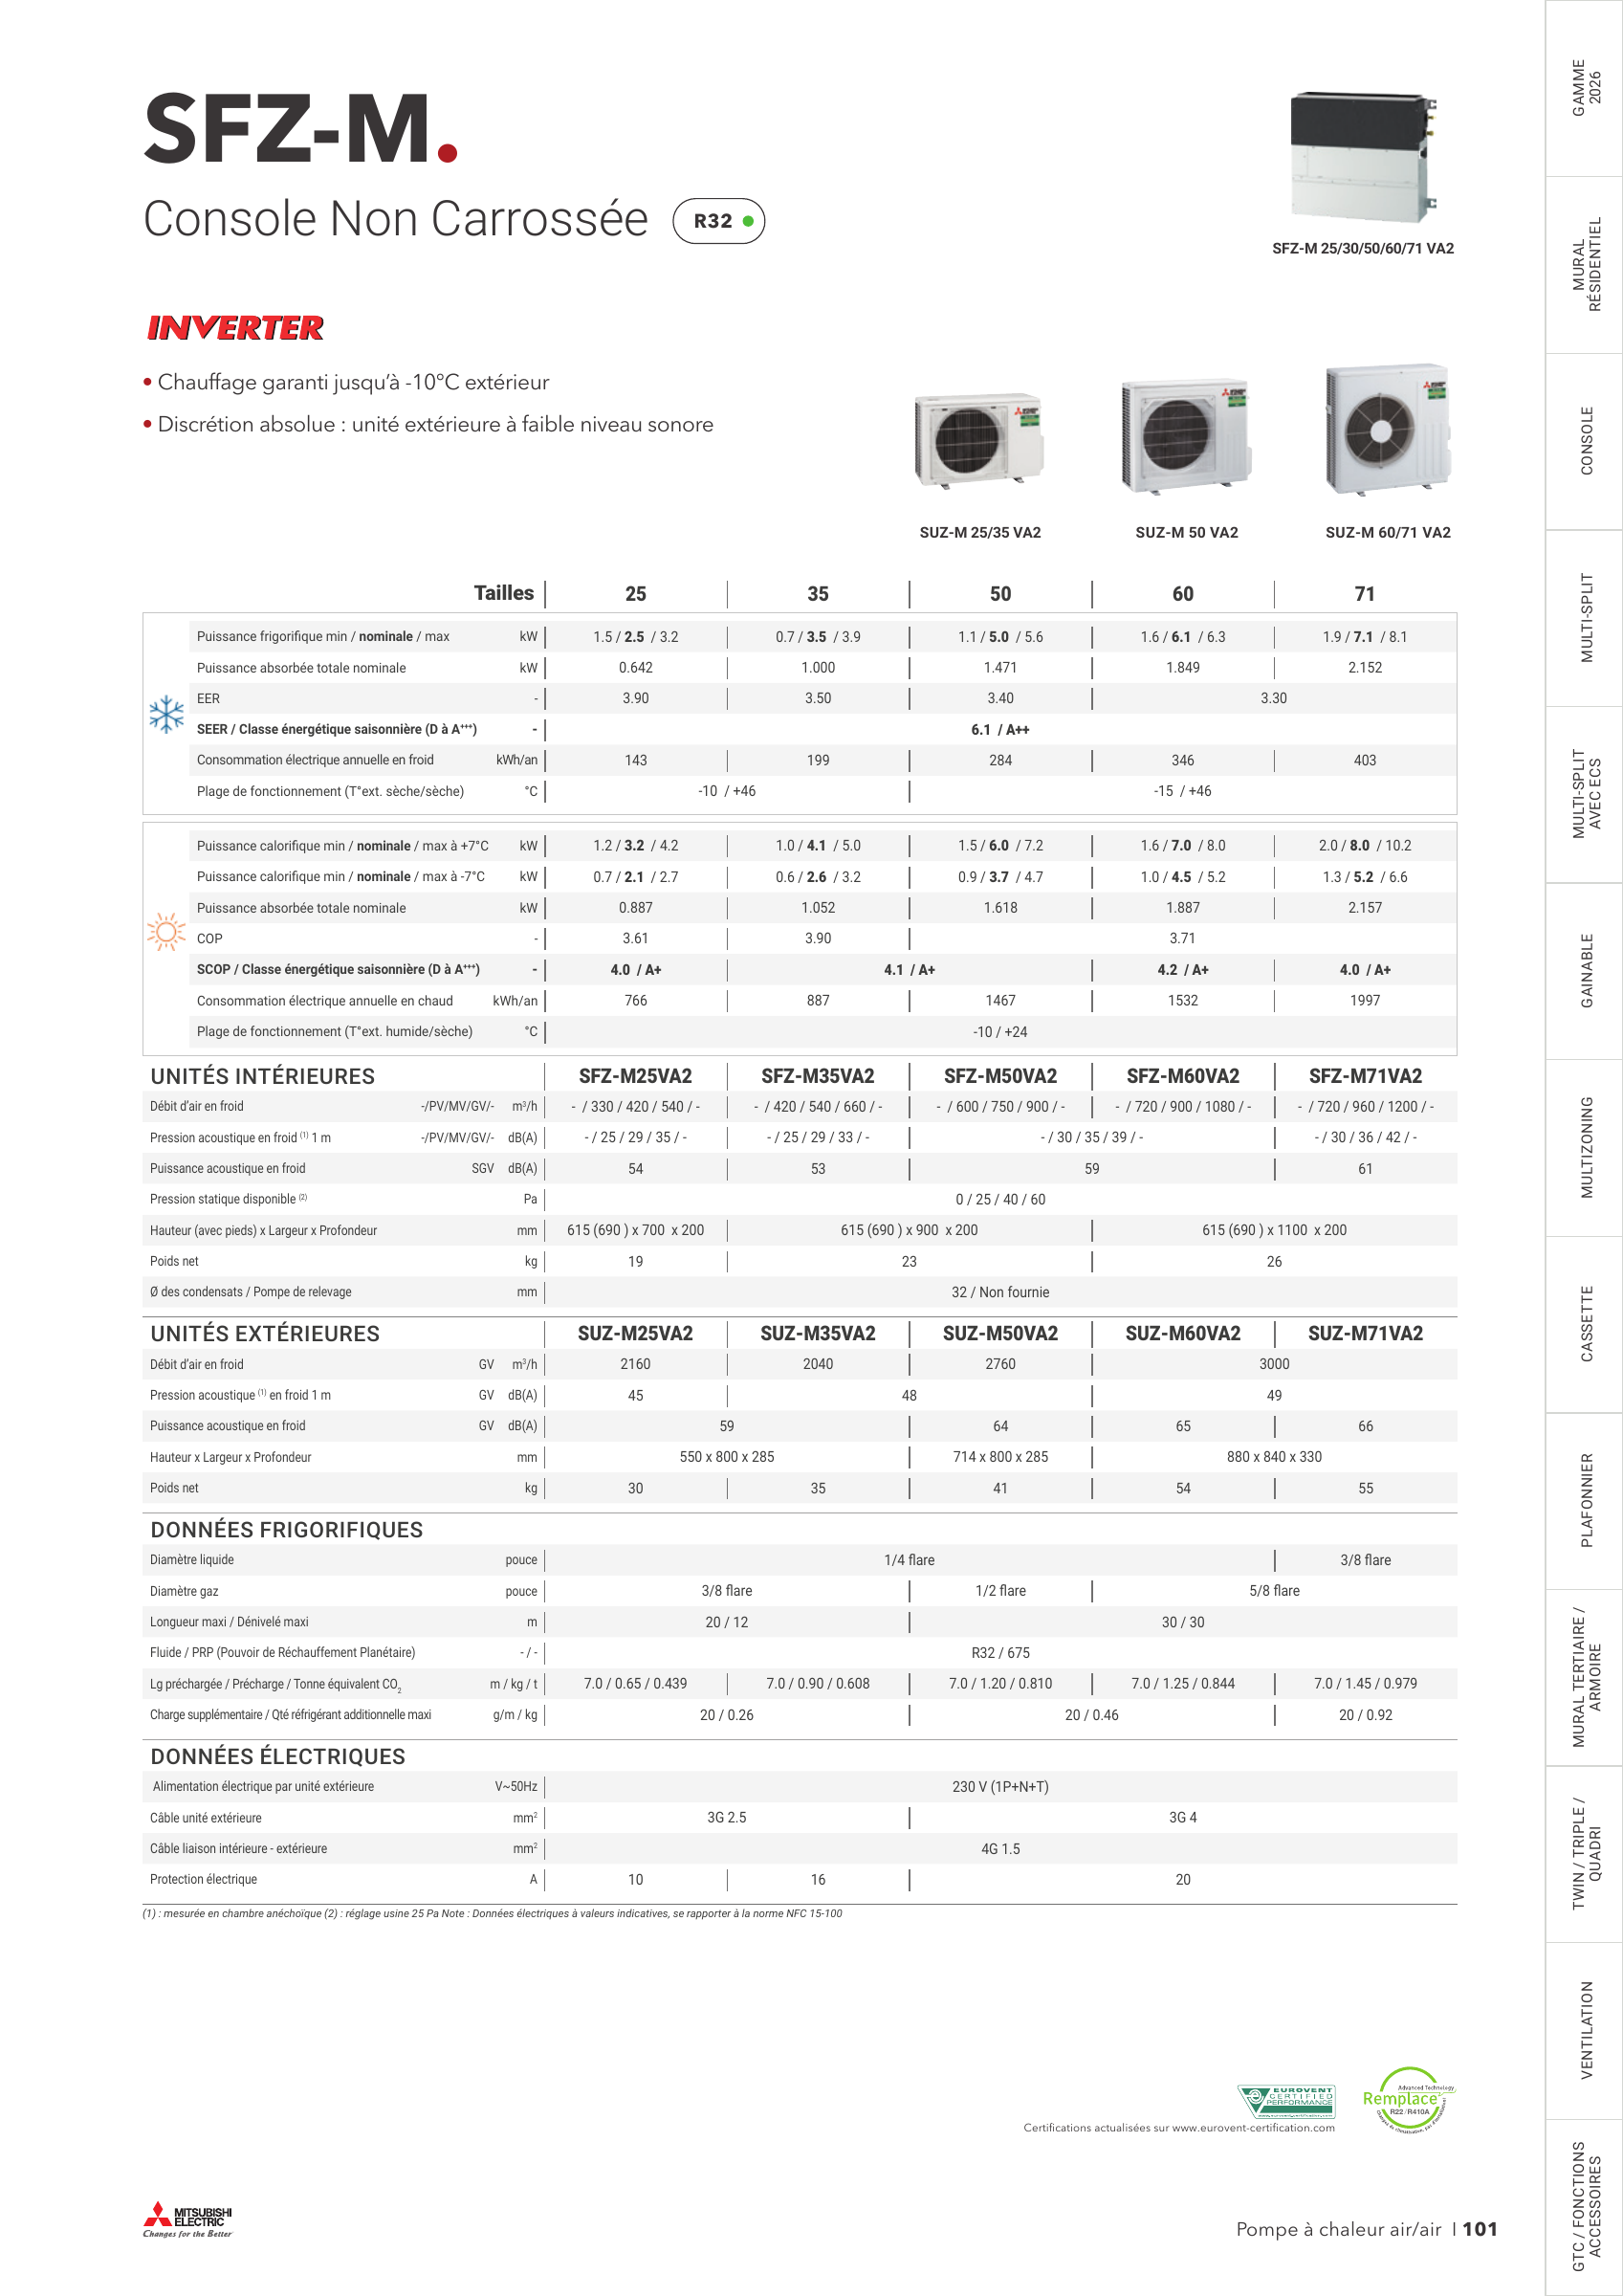 SFZ-M.
Console Non Carrossée R32
SFZ-M 25/30/50/60/71 VA2
INVERTER
• Chauffage garanti jusqu'à -10°C extérieur
• Discrétion absolue : unité extérieure à faible niveau sonore
SUZ-M 25/35 VA2 SUZ-M 50 VA2 SUZ-M 60/71 VA2
Tailles 25 35 50 60 71
Puissance frigorifique min / nominale / max kW 1.5 / 2.5 / 3.2 0.7 / 3.5 / 3.9 1.1 / 5.0 / 5.6 1.6 / 6.1 / 6.3 1.9 / 7.1 / 8.1
Puissance absorbée totale nominale kW 0.642 1.000 1.471 1.849 2.152
EER - 3.90 3.50 3.40 3.30
SEER / Classe énergétique saisonnière (D à A+++) - 6.1 / A++
Consommation électrique annuelle en froid kWh/an 143 199 284 346 403
Plage de fonctionnement (T°ext. sèche/sèche) °C -10 / +46 -15 / +46
Puissance calorifique min / nominale / max à +7°C kW 1.2 / 3.2 / 4.2 1.0 / 4.1 / 5.0 1.5 / 6.0 / 7.2 1.6 / 7.0 / 8.0 2.0 / 8.0 / 10.2
Puissance calorifique min / nominale / max à -7°C kW 0.7 / 2.1 / 2.7 0.6 / 2.6 / 3.2 0.9 / 3.7 / 4.7 1.0 / 4.5 / 5.2 1.3 / 5.2 / 6.6
Puissance absorbée totale nominale kW 0.887 1.052 1.618 1.887 2.157
COP - 3.61 3.90 3.71
SCOP / Classe énergétique saisonnière (D à A+++) - 4.0 / A+ 4.1 / A+ 4.2 / A+ 4.0 / A+
Consommation électrique annuelle en chaud kWh/an 766 887 1467 1532 1997
Plage de fonctionnement (T°ext. humide/sèche) °C -10 / +24
UNITÉS INTÉRIEURES SFZ-M25VA2 SFZ-M35VA2 SFZ-M50VA2 SFZ-M60VA2 SFZ-M71VA2
Débit d'air en froid -/PV/MV/GV/- m³/h - / 330 / 420 / 540 / - - / 420 / 540 / 660 / - - / 600 / 750 / 900 / - - / 720 / 900 / 1080 / - - / 720 / 960 / 1200 / -
Pression acoustique en froid (1) 1 m -/PV/MV/GV/- dB(A) - / 25 / 29 / 35 / - - / 25 / 29 / 33 / - - / 30 / 35 / 39 / - - / 30 / 36 / 42 / -
Puissance acoustique en froid SGV dB(A) 54 53 59 61
Pression statique disponible (2) Pa 0 / 25 / 40 / 60
Hauteur (avec pieds) x Largeur x Profondeur mm 615 (690 ) x 700 x 200 615 (690 ) x 900 x 200 615 (690 ) x 1100 x 200
Poids net kg 19 23 26
Ø des condensats / Pompe de relevage mm 32 / Non fournie
UNITÉS EXTÉRIEURES SUZ-M25VA2 SUZ-M35VA2 SUZ-M50VA2 SUZ-M60VA2 SUZ-M71VA2
Débit d'air en froid GV m³/h 2160 2040 2760 3000
Pression acoustique (1) en froid 1 m GV dB(A) 45 48 49
Puissance acoustique en froid GV dB(A) 59 64 65 66
Hauteur x Largeur x Profondeur mm 550 x 800 x 285 714 x 800 x 285 880 x 840 x 330
Poids net kg 30 35 41 54 55
DONNÉES FRIGORIFIQUES
Diamètre liquide pouce 1/4 flare 3/8 flare
Diamètre gaz pouce 3/8 flare 1/2 flare 5/8 flare
Longueur maxi / Dénivelé maxi m 20 / 12 30 / 30
Fluide / PRP (Pouvoir de Réchauffement Planétaire) - / - R32 / 675
Lg préchargée / Précharge / Tonne équivalent CO2 m / kg / t 7.0 / 0.65 / 0.439 7.0 / 0.90 / 0.608 7.0 / 1.20 / 0.810 7.0 / 1.25 / 0.844 7.0 / 1.45 / 0.979
Charge supplémentaire / Qté réfrigérant additionnelle maxi g/m / kg 20 / 0.26 20 / 0.46 20 / 0.92
DONNÉES ÉLECTRIQUES
Alimentation électrique par unité extérieure V~50Hz 230 V (1P+N+T)
Câble unité extérieure mm² 3G 2.5 3G 4
Câble liaison intérieure - extérieure mm² 4G 1.5
Protection électrique A 10 16 20
(1) : mesurée en chambre anéchoïque (2) : réglage usine 25 Pa Note : Données électriques à valeurs indicatives, se rapporter à la norme NFC 15-100
EUROVENT
CERTIFIED
PERFORMANCE
Certifications actualisées sur www.eurovent-certification.com
Advanced Technology
Remplace
R22 / R410A
MITSUBISHI
ELECTRIC
Changes for the Better
Pompe à chaleur air/air I 101
GAMME
2026
MURAL
RÉSIDENTIEL
CONSOLE
MULTI-SPLIT
MULTI-SPLIT
AVEC ECS
GAINABLE
MULTIZONING
CASSETTE
PLAFONNIER
MURAL TERTIAIRE /
ARMOIRE
TWIN / TRIPLE /
QUADRI
VENTILATION
GTC / FONCTIONS
ACCESSOIRES